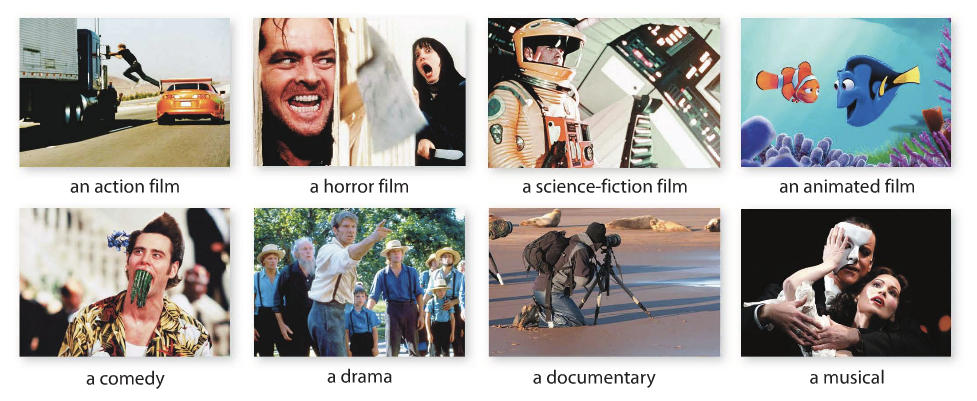 an action film
a horror film
a science-fiction film
an animated film
a comedy
a drama
a documentary
a musical